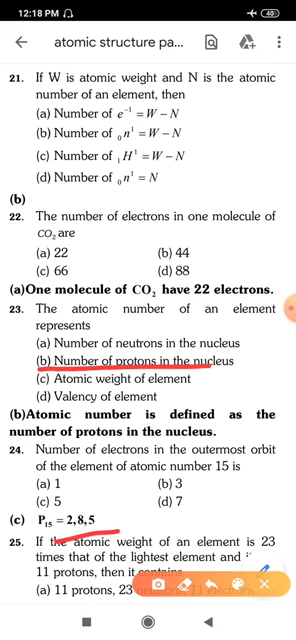 12:18 PM
40
atomic structure pa...
21. If W is atomic weight and N is the atomic
number of an element, then
(a) Number of e⁻¹ = W – N
(b) Number of ₀n¹ = W – N
(c) Number of ₁H¹ = W – N
(d) Number of ₀n¹ = N
(b)
22. The number of electrons in one molecule of
CO₂ are
(a) 22 (b) 44
(c) 66 (d) 88
(a)One molecule of CO₂ have 22 electrons.
23. The atomic number of an element
represents
(a) Number of neutrons in the nucleus
(b) Number of protons in the nucleus
(c) Atomic weight of element
(d) Valency of element
(b)Atomic number is defined as the
number of protons in the nucleus.
24. Number of electrons in the outermost orbit
of the element of atomic number 15 is
(a) 1 (b) 3
(c) 5 (d) 7
(c) P₁₅ = 2,8,5
25. If the atomic weight of an element is 23
times that of the lightest element and
11 protons, then it contains
(a) 11 protons, 23 neutrons, 11 electrons